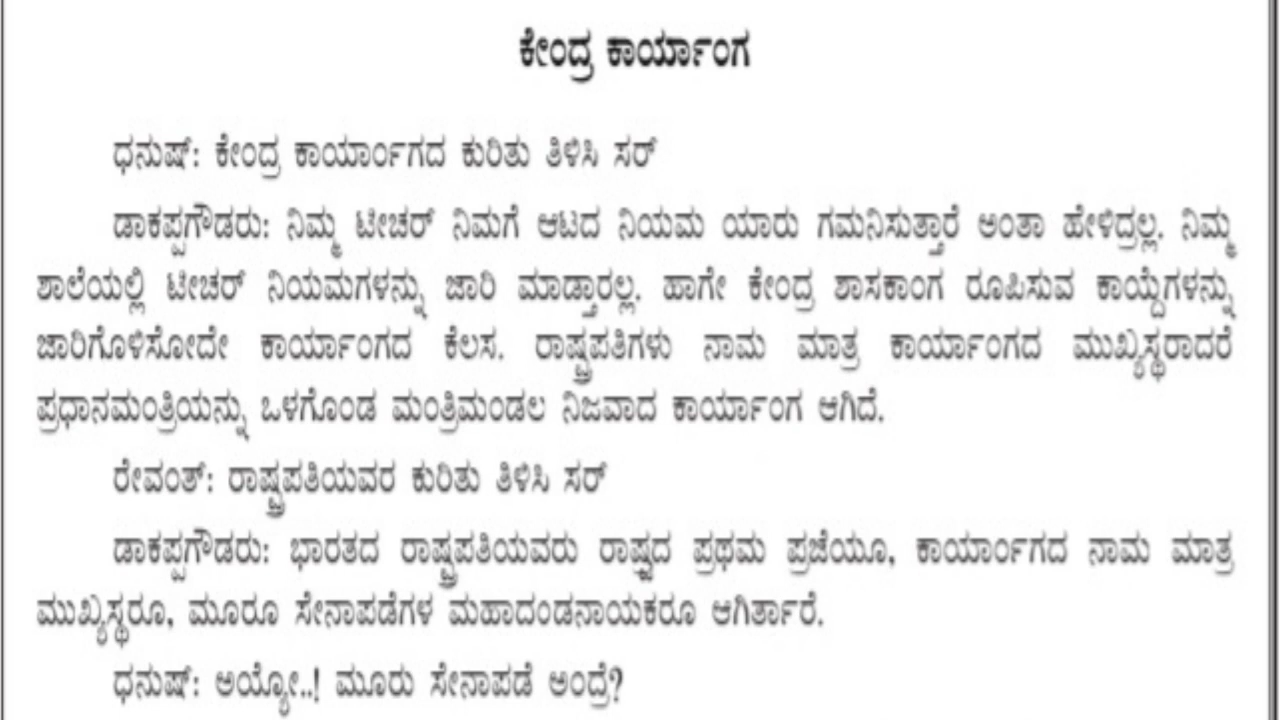 ಕೇಂದ್ರ ಕಾರ್ಯಾಂಗ
ಧನುಷ್: ಕೇಂದ್ರ ಕಾರ್ಯಾಂಗದ ಕುರಿತು ತಿಳಿಸಿ ಸರ್
ಡಾಕಪ್ಪಗೌಡರು: ನಿಮ್ಮ ಟೀಚರ್ ನಿಮಗೆ ಆಟದ ನಿಯಮ ಯಾರು ಗಮನಿಸುತ್ತಾರೆ ಅಂತಾ ಹೇಳಿದ್ರಲ್ಲ. ನಿಮ್ಮ
ಶಾಲೆಯಲ್ಲಿ ಟೀಚರ್ ನಿಯಮಗಳನ್ನು ಜಾರಿ ಮಾಡ್ತಾರಲ್ಲ. ಹಾಗೇ ಕೇಂದ್ರ ಶಾಸಕಾಂಗ ರೂಪಿಸುವ ಕಾಯ್ದೆಗಳನ್ನು
ಜಾರಿಗೊಳಿಸೋದೇ ಕಾರ್ಯಾಂಗದ ಕೆಲಸ. ರಾಷ್ಟ್ರಪತಿಗಳು ನಾಮ ಮಾತ್ರ ಕಾರ್ಯಾಂಗದ ಮುಖ್ಯಸ್ಥರಾದರೆ
ಪ್ರಧಾನಮಂತ್ರಿಯನ್ನು ಒಳಗೊಂಡ ಮಂತ್ರಿಮಂಡಲ ನಿಜವಾದ ಕಾರ್ಯಾಂಗ ಆಗಿದೆ.
ರೇವಂತ್: ರಾಷ್ಟ್ರಪತಿಯವರ ಕುರಿತು ತಿಳಿಸಿ ಸರ್
ಡಾಕಪ್ಪಗೌಡರು: ಭಾರತದ ರಾಷ್ಟ್ರಪತಿಯವರು ರಾಷ್ಟ್ರದ ಪ್ರಥಮ ಪ್ರಜೆಯೂ, ಕಾರ್ಯಾಂಗದ ನಾಮ ಮಾತ್ರ
ಮುಖ್ಯಸ್ಥರೂ, ಮೂರೂ ಸೇನಾಪಡೆಗಳ ಮಹಾದಂಡನಾಯಕರೂ ಆಗಿರ್ತಾರೆ.
ಧನುಷ್: ಅಯ್ಯೋ..! ಮೂರು ಸೇನಾಪಡೆ ಅಂದ್ರೆ?